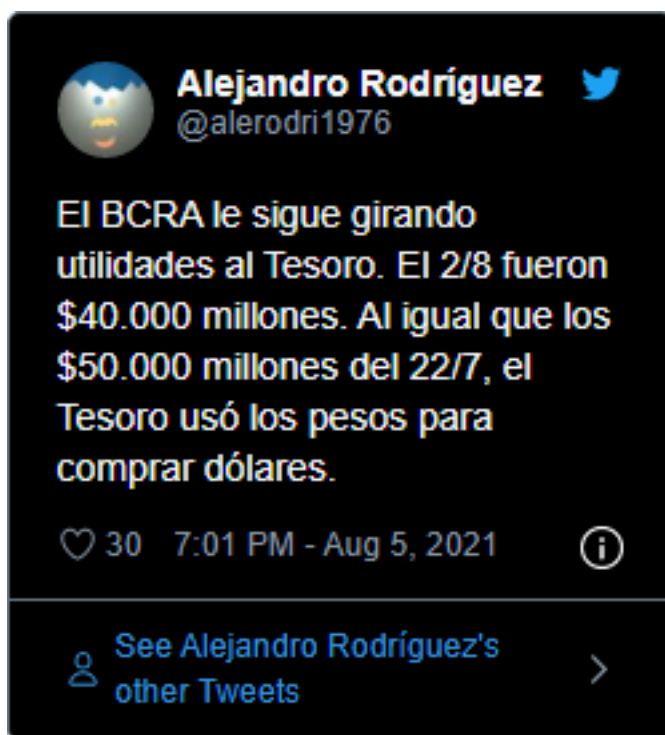 Alejandro Rodríguez
@alerodri1976
El BCRA le sigue girando
utilidades al Tesoro. El 2/8 fueron
$40.000 millones. Al igual que los
$50.000 millones del 22/7, el
Tesoro usó los pesos para
comprar dólares.
30 7:01 PM - Aug 5, 2021
See Alejandro Rodríguez's
other Tweets